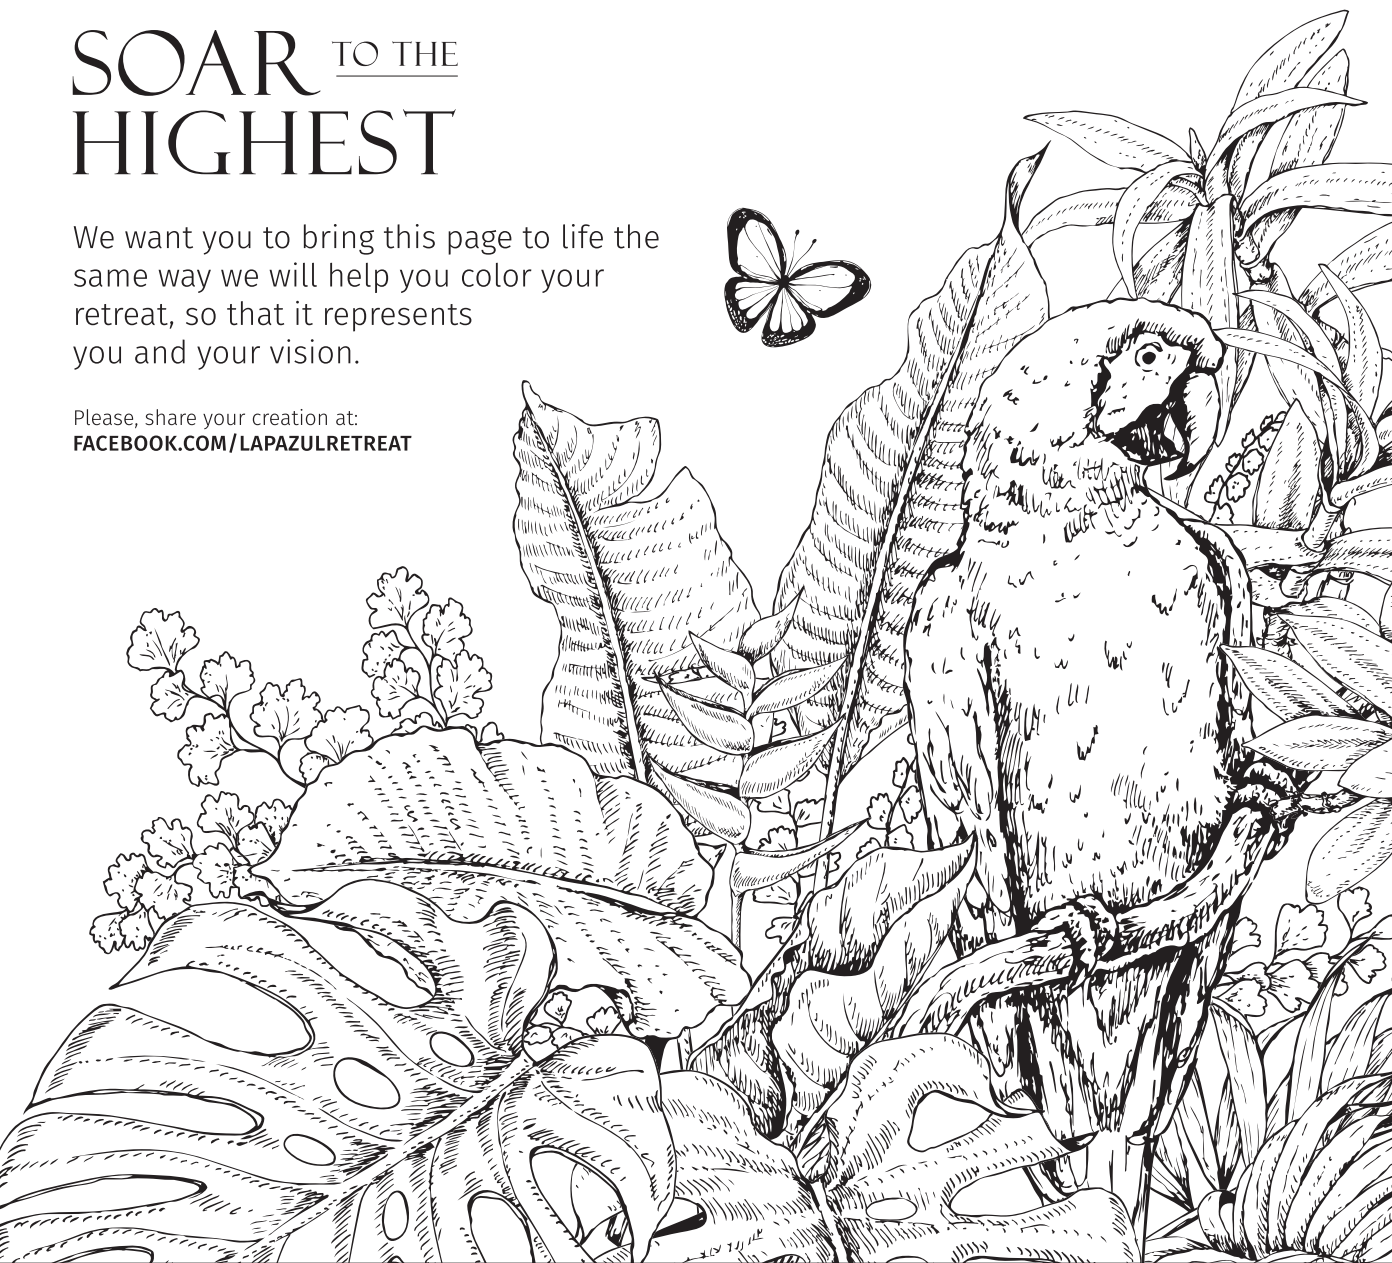 SOAR TO THE
HIGHEST
We want you to bring this page to life the
same way we will help you color your
retreat, so that it represents
you and your vision.
Please, share your creation at:
FACEBOOK.COM/LAPAZULRETREAT